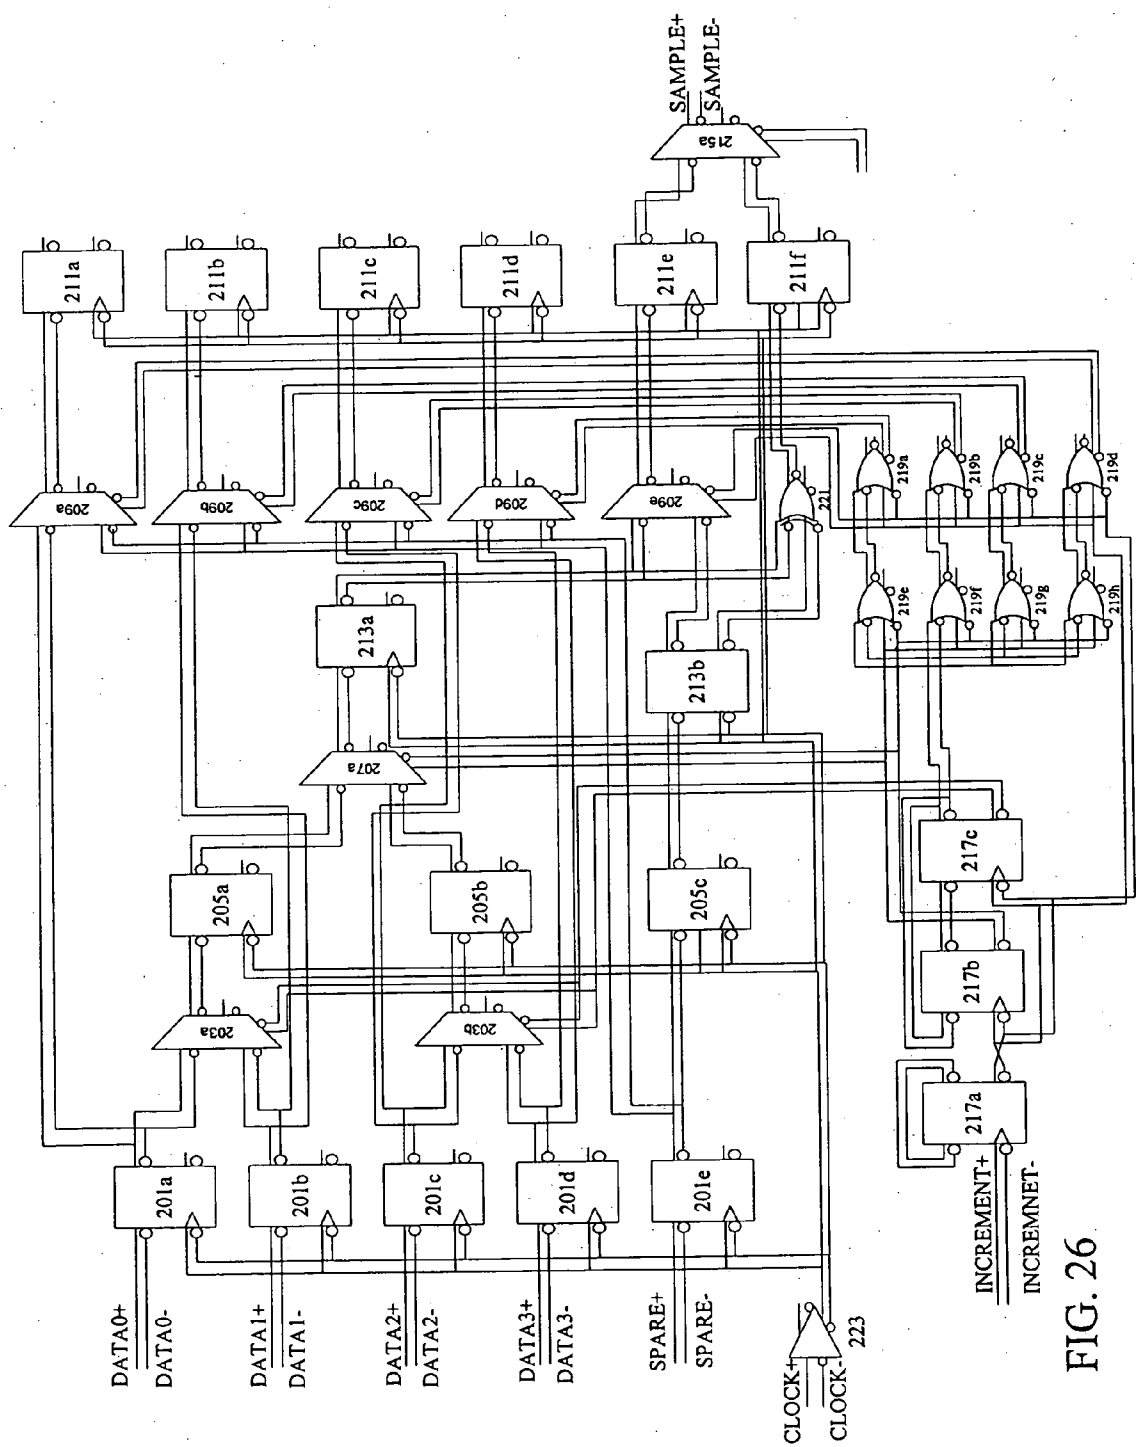 DATA0+
DATA0-
DATA1+
DATA1-
DATA2+
DATA2-
DATA3+
DATA3-
SPARE+
SPARE-
CLOCK+
CLOCK-
223
INCREMENT+
INCREMNET-
201a
201b
201c
201d
201e
203a
203b
205a
205b
205c
207a
213a
213b
209a
209b
209c
209d
209e
221
211a
211b
211c
211d
211e
211f
215a
SAMPLE+
SAMPLE-
217a
217b
217c
219e
219f
219g
219h
219a
219b
219c
219d
FIG. 26